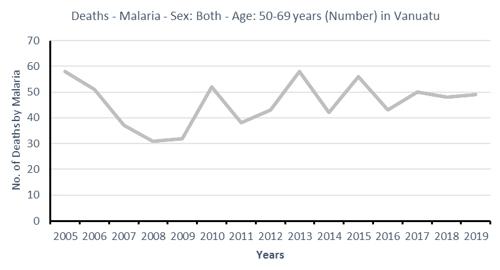 Deaths - Malaria - Sex: Both - Age: 50-69 years (Number) in Vanuatu
70
60
50
40
30
20
10
0
No. of Deaths by Malaria
2005 2006 2007 2008 2009 2010 2011 2012 2013 2014 2015 2016 2017 2018 2019
Years